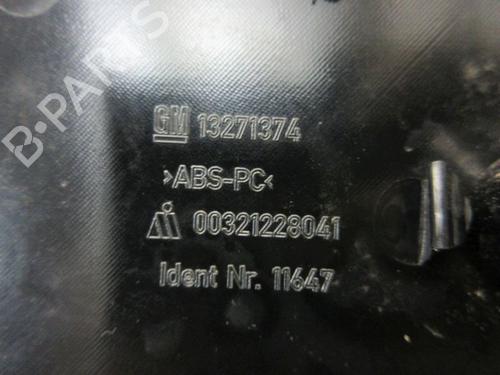 GM 13271374
>ABS-PC<
00321228041
Ident Nr. 11647
B-PARTS